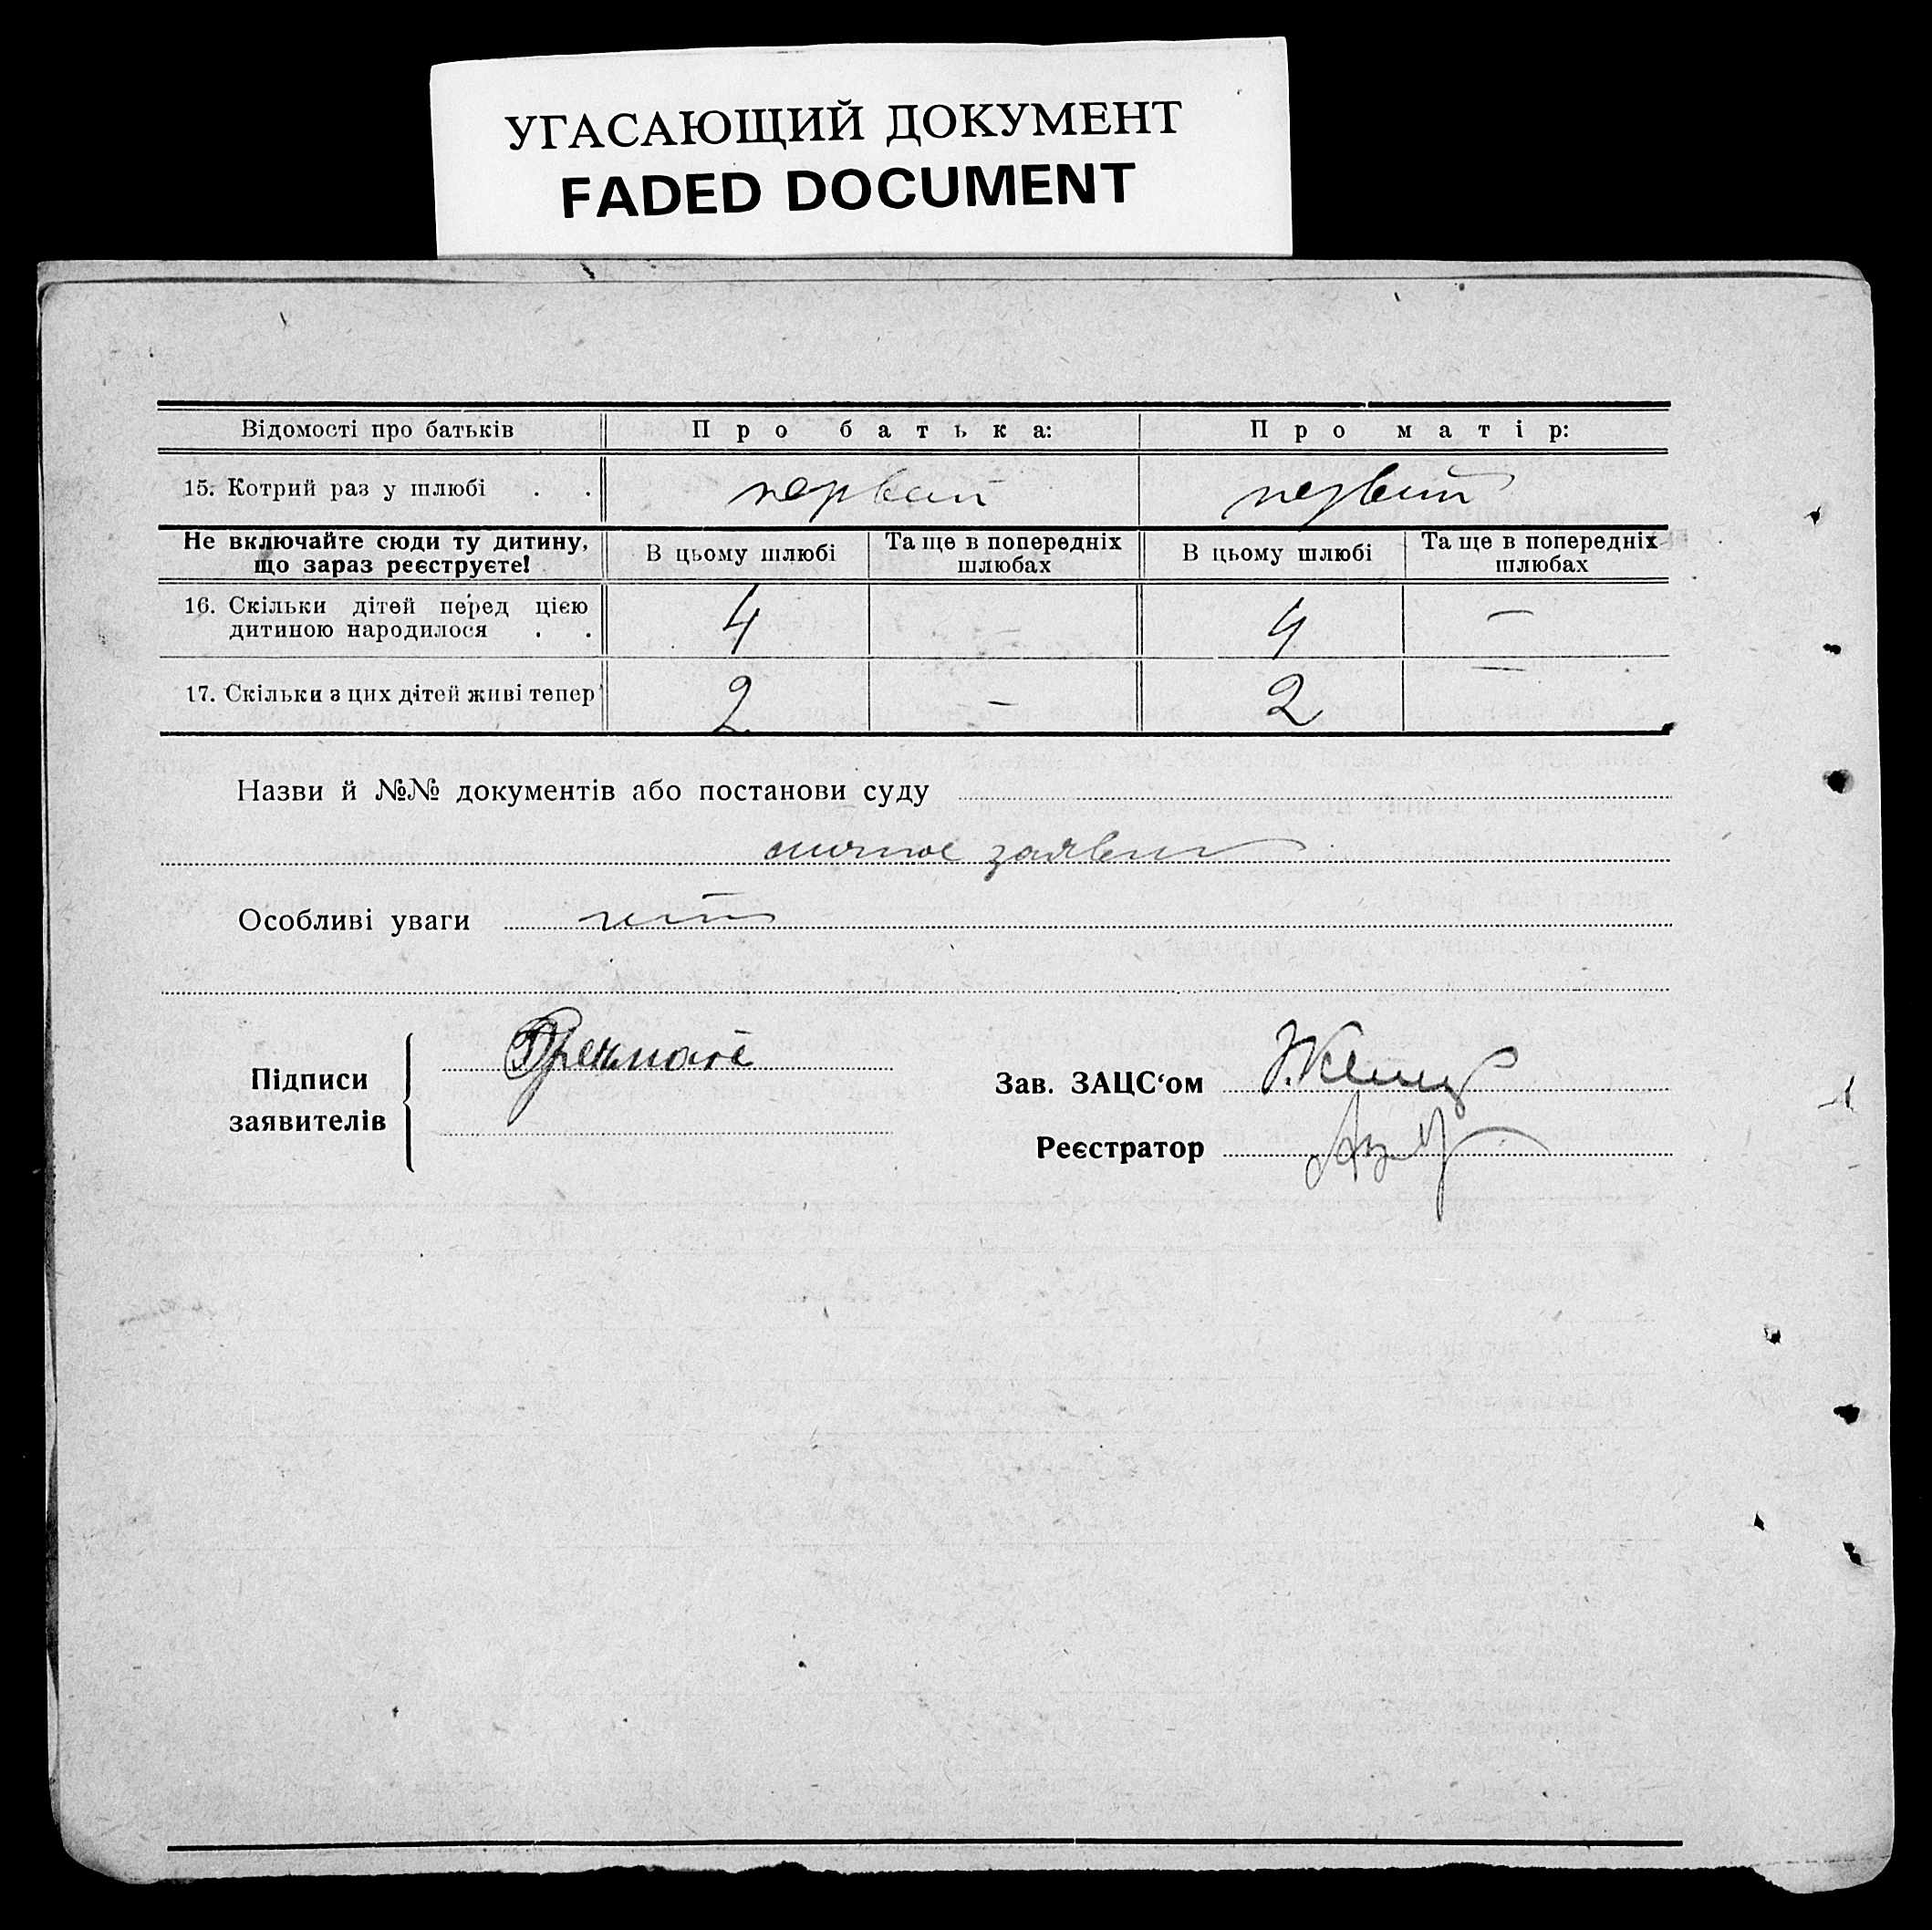 УГАСАЮЩИЙ ДОКУМЕНТ
FADED DOCUMENT
Відомості про батьків Про батька: Про матір:
15. Котрий раз у шлюбі . . первый первий
Не включайте сюди ту дитину, що зараз реєструєте! В цьому шлюбі Та ще в попередніх шлюбах В цьому шлюбі Та ще в попередніх шлюбах
16. Скільки дітей перед цією
дитиною народилося . . 4 – 4 –
17. Скільки з цих дітей живі тепер 2 – 2 –
Назви й №№ документів або постанови суду
личное заявлен
Особливі уваги нет
Підписи
заявителів
Зав. ЗАЦС‘ом
Реєстратор